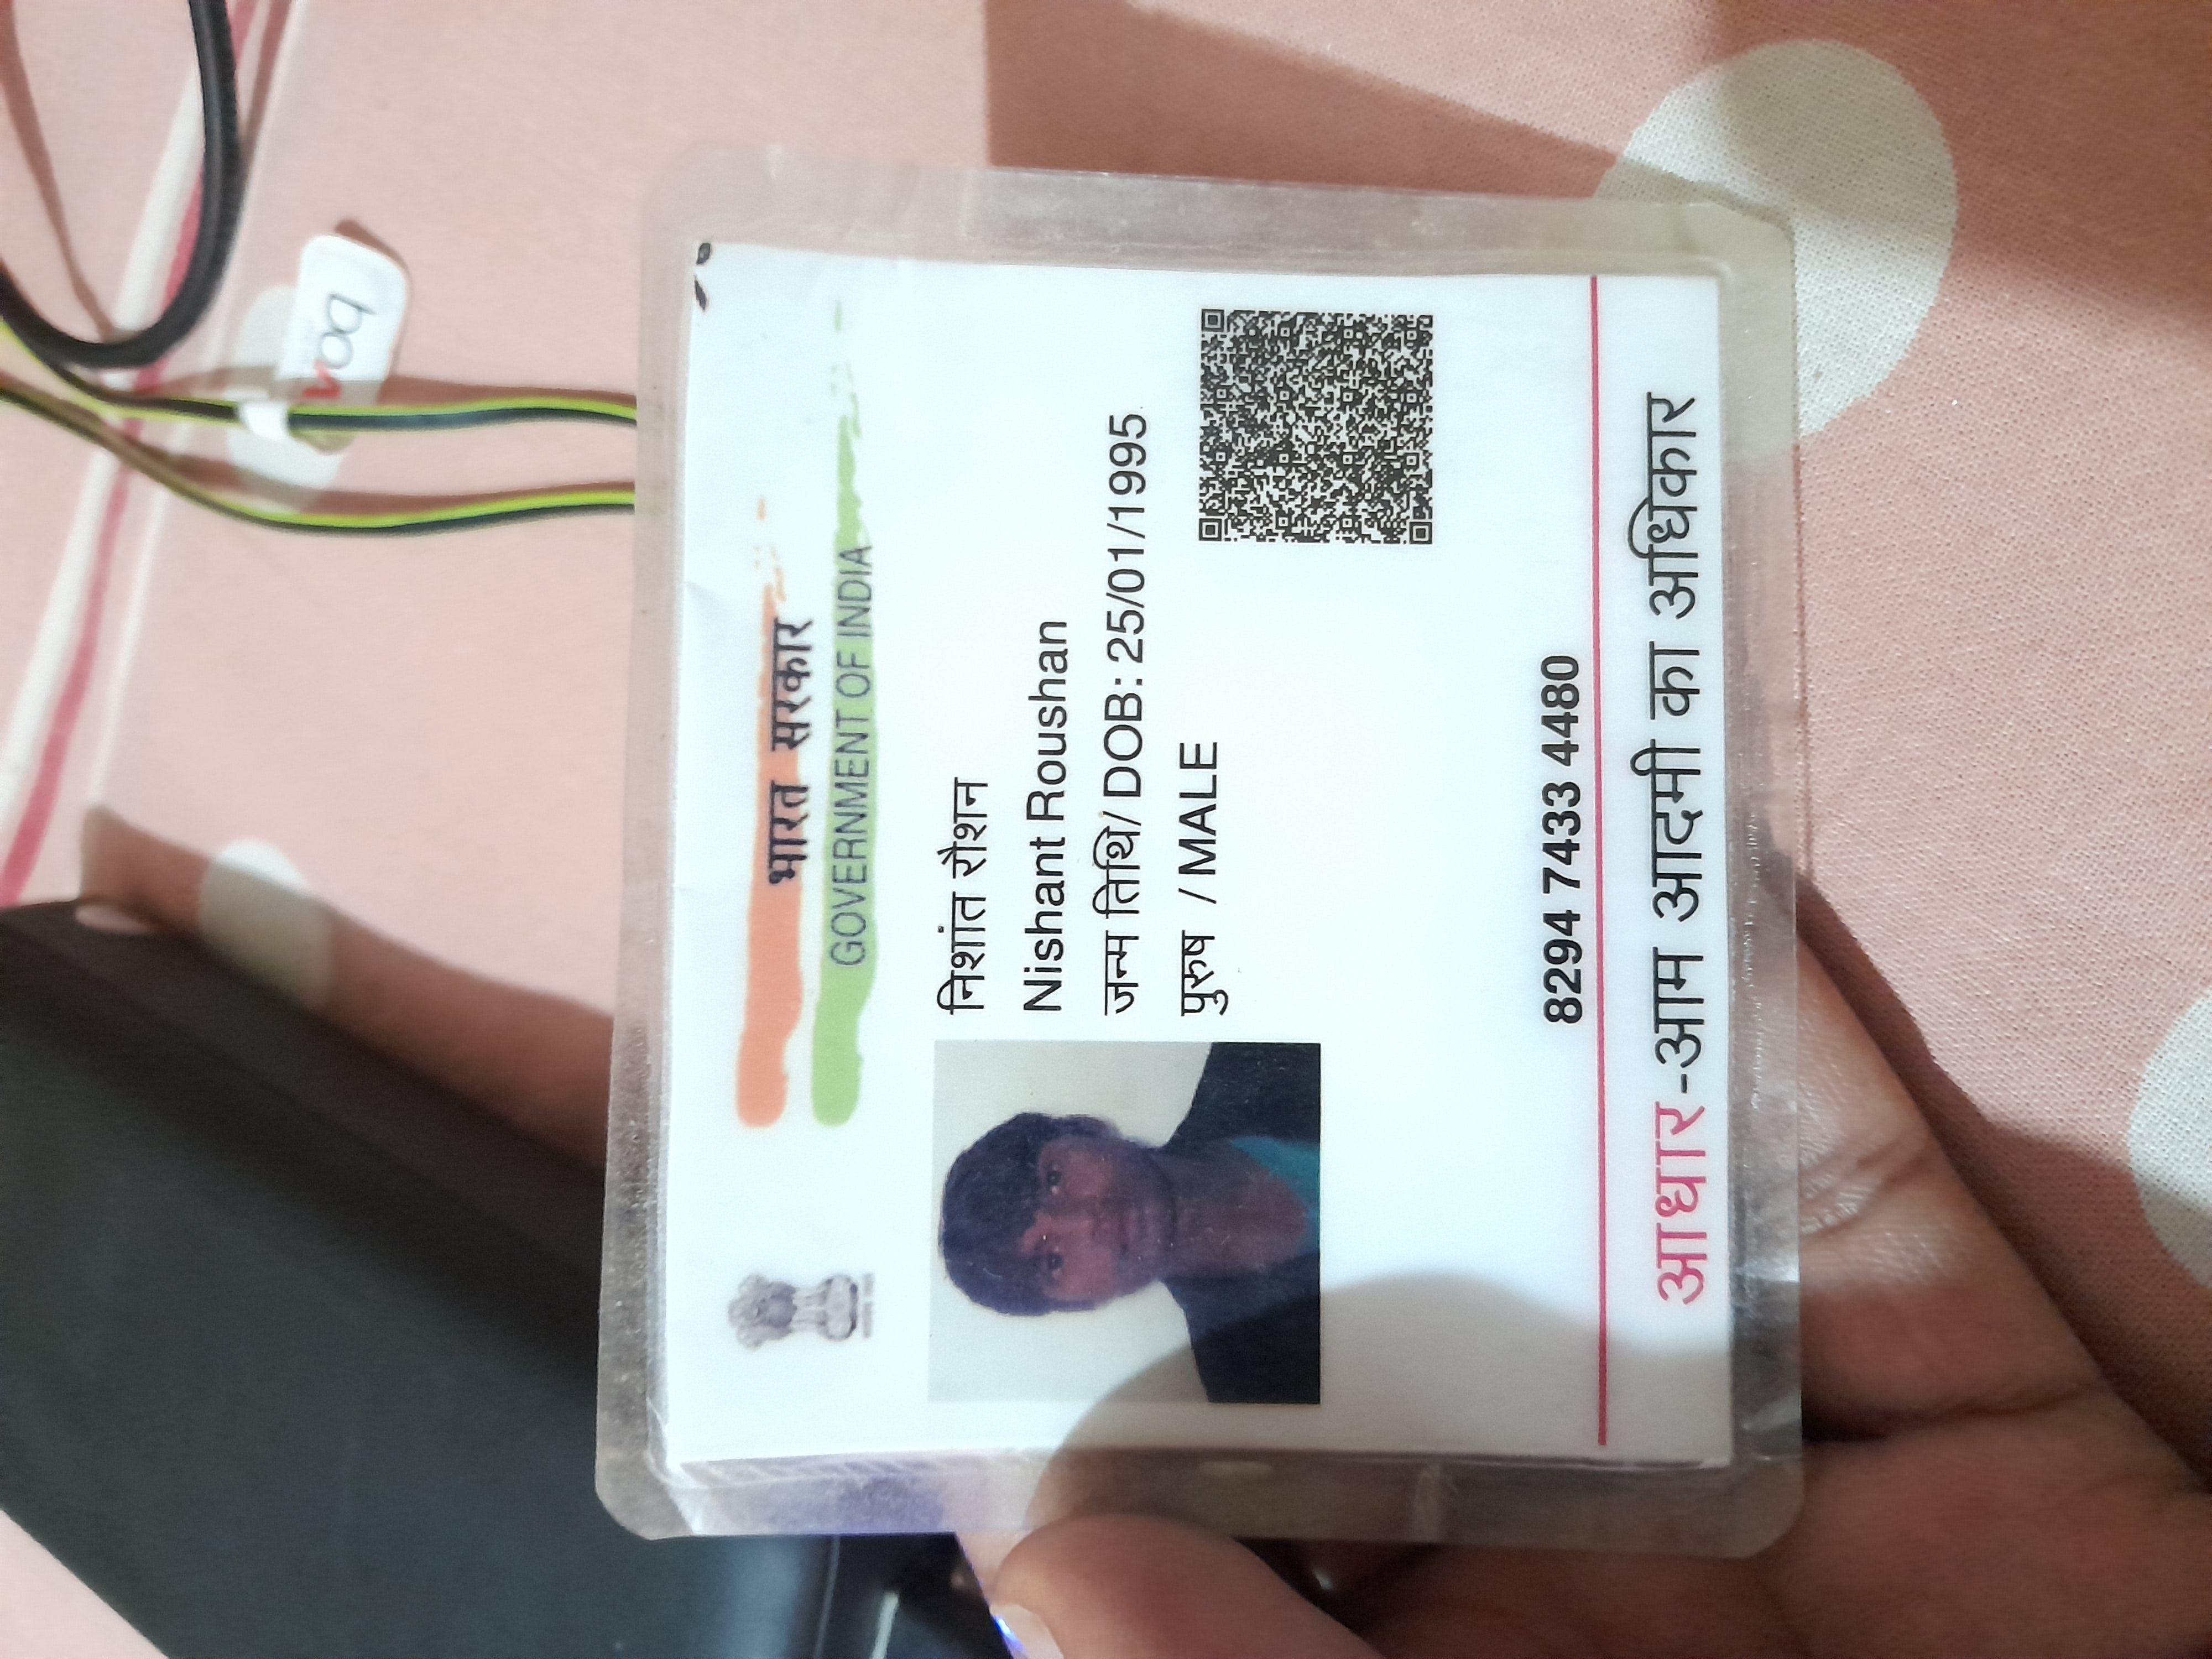 भारत सरकार
GOVERNMENT OF INDIA
निशांत रौशन
Nishant Roushan
जन्म तिथि/ DOB: 25/01/1995
पुरुष / MALE
8294 7433 4480
आधार-आम आदमी का अधिकार
boat